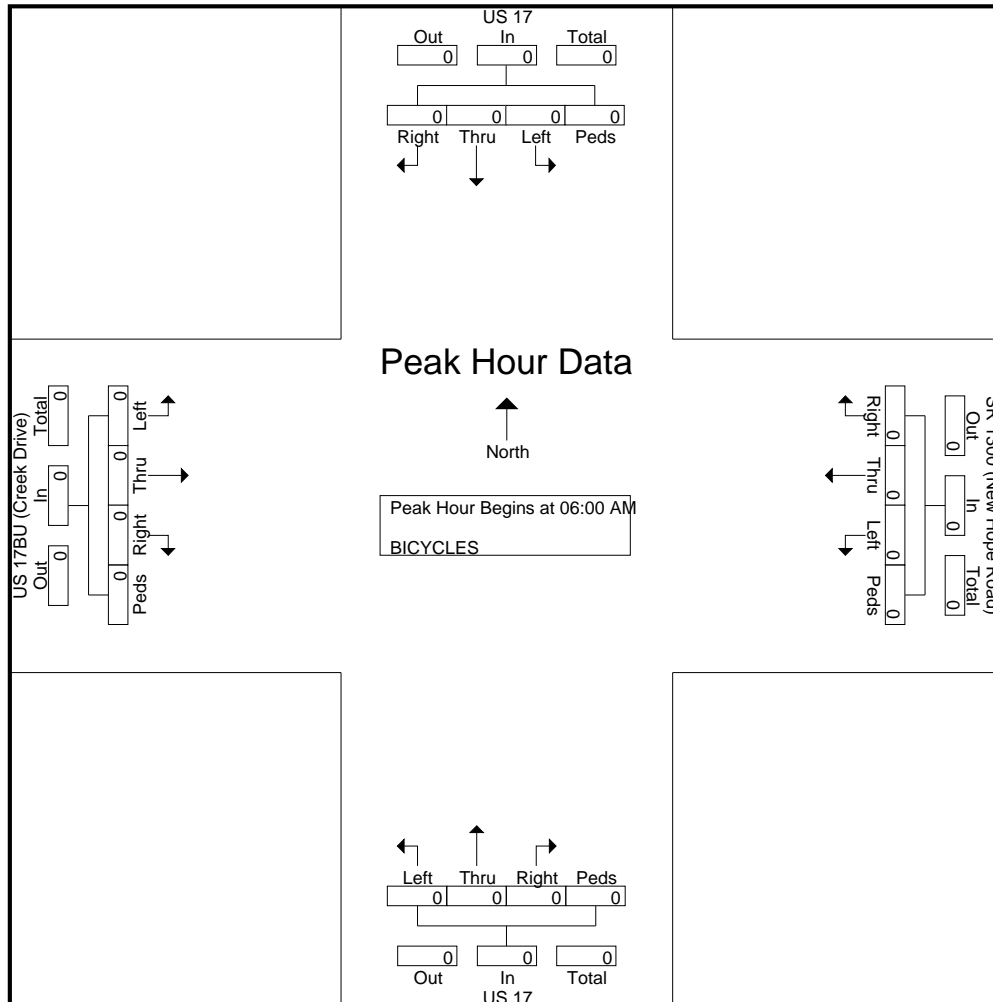 US 17
Out In Total
0 0 0
0 0 0 0
Right Thru Left Peds
Peak Hour Data
North
Peak Hour Begins at 06:00 AM
BICYCLES
US 17BU (Creek Drive)
Out In Total
0 0 0
0 0 0 0
Peds Right Thru Left
(New Hope Road)
Out In Total
0 0 0
0 0 0 0
Right Thru Left Peds
Left Thru Right Peds
0 0 0 0
0 0 0
Out In Total
US 17